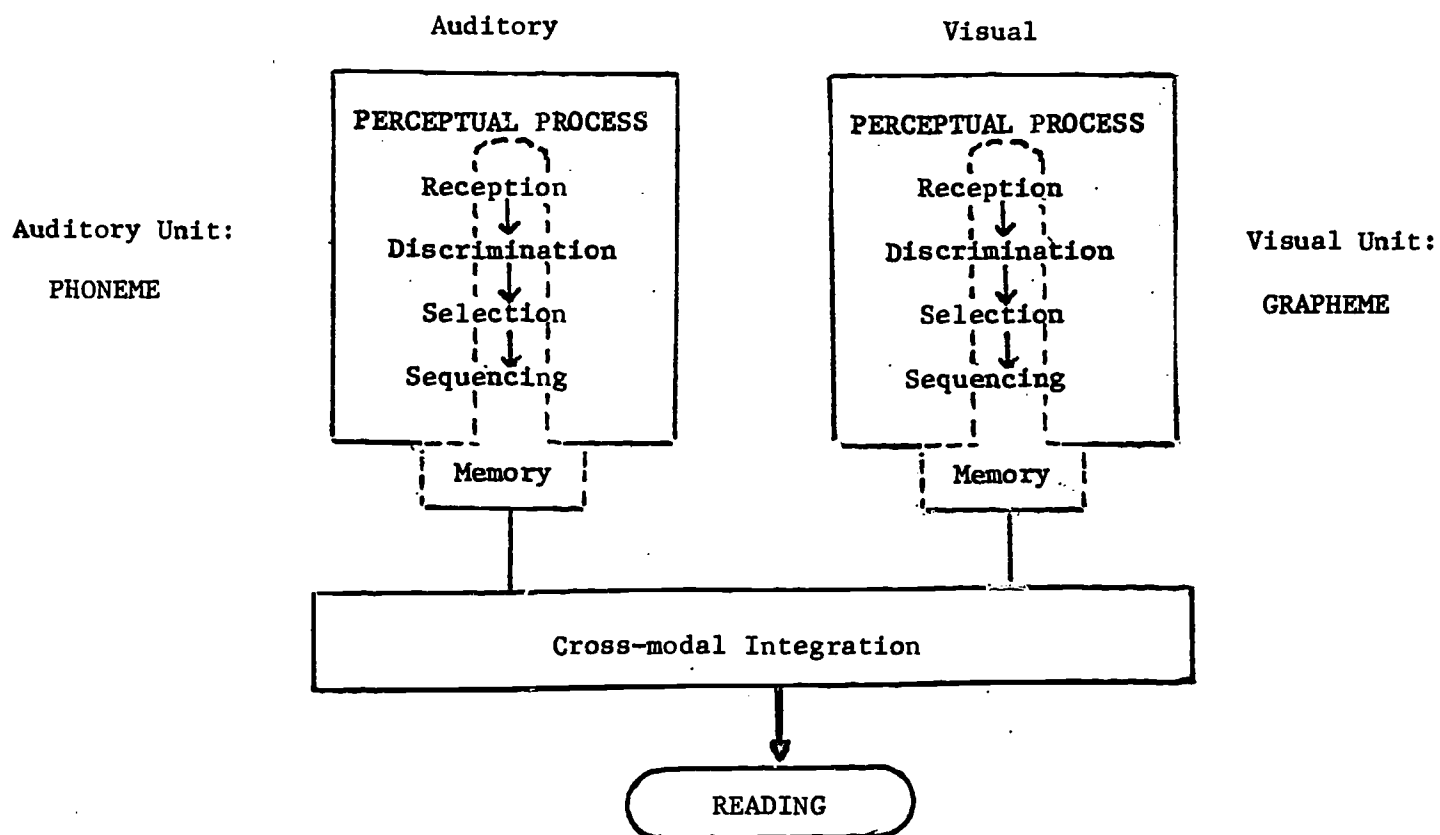 Auditory
Visual
PERCEPTUAL PROCESS
Reception
Discrimination
Selection
Sequencing
Memory
PERCEPTUAL PROCESS
Reception
Discrimination
Selection
Sequencing
Memory
Auditory Unit:
PHONEME
Visual Unit:
GRAPHEME
Cross-modal Integration
READING